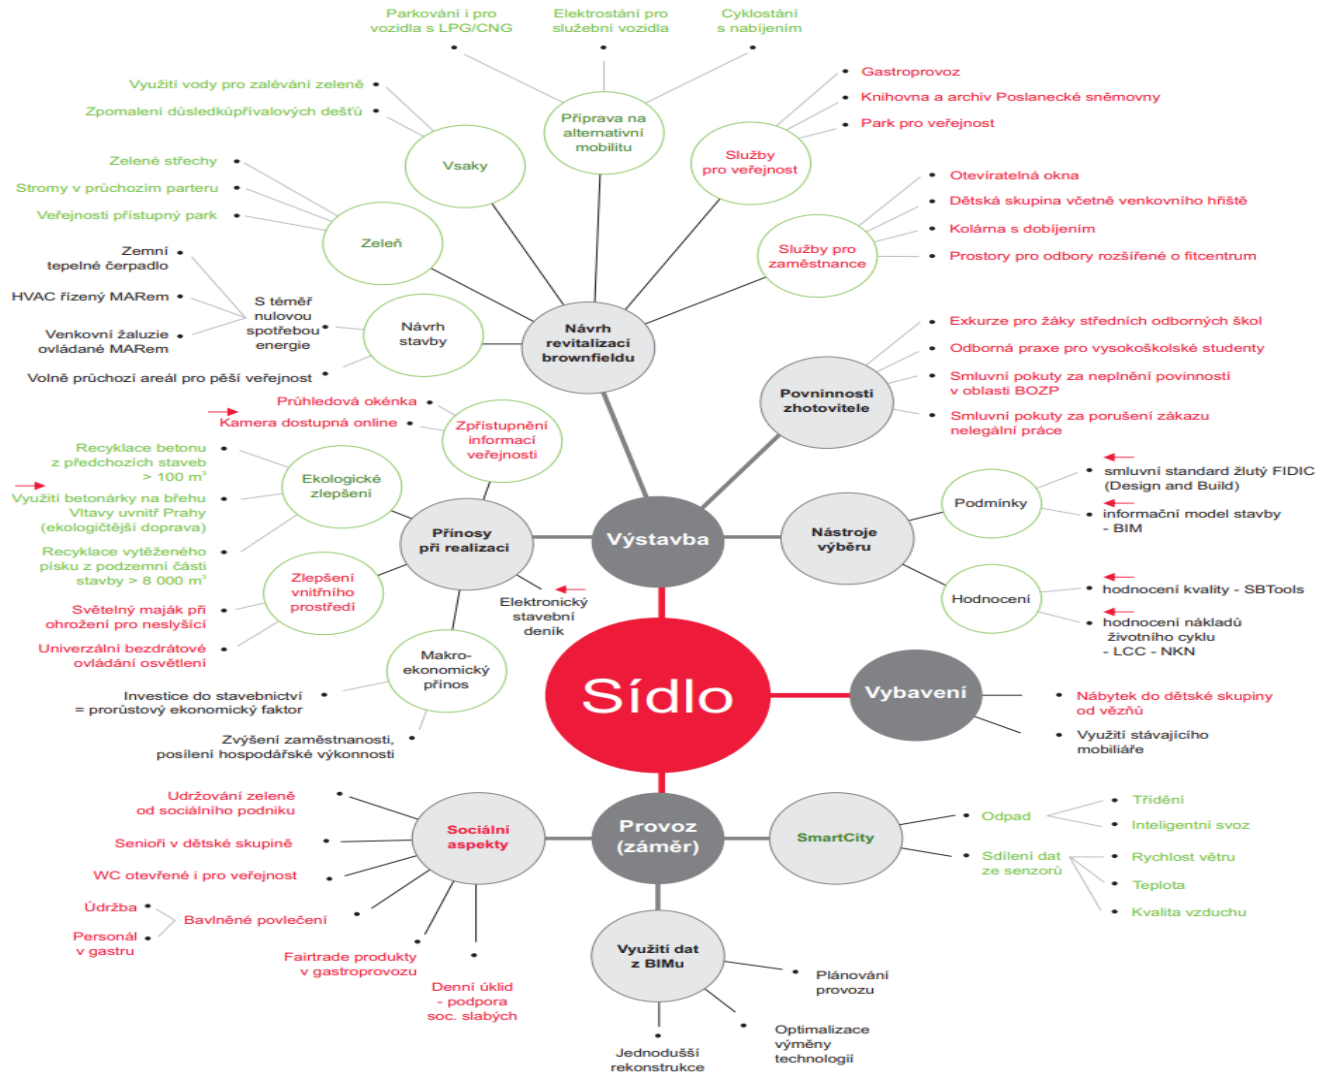 Parkování i pro
vozidla s LPG/CNG
Elektrostání pro
služební vozidla
Cyklostání
s nabíjením
Využití vody pro zalévání zeleně
Zpomalení důsledkůpřívalových dešťů
Vsaky
Příprava na
alternativní
mobilitu
Služby
pro veřejnost
Gastroprovoz
Knihovna a archiv Poslanecké sněmovny
Park pro veřejnost
Zelené střechy
Stromy v průchozím parteru
Veřejnosti přístupný park
Zeleň
Služby pro
zaměstnance
Otevíratelná okna
Dětská skupina včetně venkovního hřiště
Kolárna s dobíjením
Prostory pro odbory rozšířené o fitcentrum
Zemní
tepelné čerpadlo
HVAC řízený MARem
Venkovní žaluzie
ovládané MARem
S téměř
nulovou
spotřebou
energie
Volně průchozí areál pro pěší veřejnost
Návrh
stavby
Návrh
revitalizací
brownfieldu
Povninnosti
zhotovitele
Exkurze pro žáky středních odborných škol
Odborná praxe pro vysokoškolské studenty
Smluvní pokuty za neplnění povinností
v oblasti BOZP
Smluvní pokuty za porušení zákazu
nelegální práce
Průhledová okénka
Kamera dostupná online
Zpřístupnění
informací
veřejnosti
Recyklace betonu
z předchozích staveb
> 100 m³
Využití betonárky na břehu
Vltavy uvnitř Prahy
(ekologičtější doprava)
Recyklace vytěženého
písku z podzemní části
stavby > 8 000 m³
Ekologické
zlepšení
Přínosy
při realizaci
Výstavba
Nástroje
výběru
Podmínky
smluvní standard žlutý FIDIC
(Design and Build)
informační model stavby
- BIM
Hodnocení
hodnocení kvality - SBTools
hodnocení nákladů
životního cyklu
- LCC - NKN
Zlepšení
vnitřního
prostředí
Světelný maják při
ohrožení pro neslyšící
Univerzální bezdrátové
ovládání osvětlení
Elektronický
stavební
deník
Makro-
ekonomický
přínos
Investice do stavebnictví
= prorůstový ekonomický faktor
Zvýšení zaměstnanosti,
posílení hospodářské výkonnosti
Sídlo
Vybavení
Nábytek do dětské skupiny
od vězňů
Využití stávajícího
mobiliáře
Udržování zeleně
od sociálního podniku
Senioři v dětské skupině
WC otevřené i pro veřejnost
Údržba
Personál
v gastru
Bavlněné povlečení
Fairtrade produkty
v gastroprovozu
Denní úklid
- podpora
soc. slabých
Sociální
aspekty
Provoz
(záměr)
SmartCity
Odpad
Třídění
Inteligentní svoz
Sdílení dat
ze senzorů
Rychlost větru
Teplota
Kvalita vzduchu
Využití dat
z BIMu
Plánování
provozu
Optimalizace
výměny
technologií
Jednodušší
rekonstrukce